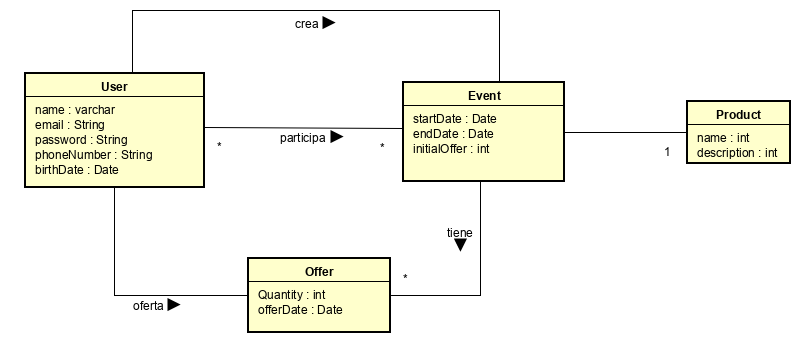 crea
User
name : varchar
email : String
password : String
phoneNumber : String
birthDate : Date
participa
*
*
Event
startDate : Date
endDate : Date
initialOffer : int
Product
name : int
description : int
1
tiene
Offer
Quantity : int
offerDate : Date
*
oferta